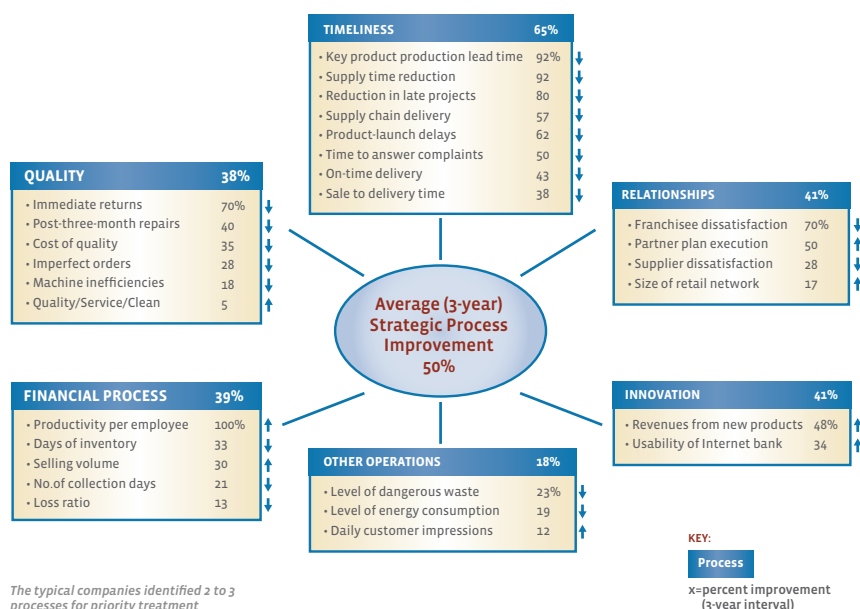 TIMELINESS 65%
• Key product production lead time 92%
• Supply time reduction 92
• Reduction in late projects 80
• Supply chain delivery 57
• Product-launch delays 62
• Time to answer complaints 50
• On-time delivery 43
• Sale to delivery time 38
QUALITY 38%
• Immediate returns 70%
• Post-three-month repairs 40
• Cost of quality 35
• Imperfect orders 28
• Machine inefficiencies 18
• Quality/Service/Clean 5
RELATIONSHIPS 41%
• Franchisee dissatisfaction 70%
• Partner plan execution 50
• Supplier dissatisfaction 28
• Size of retail network 17
Average (3-year)
Strategic Process
Improvement
50%
FINANCIAL PROCESS 39%
• Productivity per employee 100%
• Days of inventory 33
• Selling volume 30
• No.of collection days 21
• Loss ratio 13
INNOVATION 41%
• Revenues from new products 48%
• Usability of Internet bank 34
OTHER OPERATIONS 18%
• Level of dangerous waste 23%
• Level of energy consumption 19
• Daily customer impressions 12
KEY:
Process
x=percent improvement
(3-year interval)
The typical companies identified 2 to 3
processes for priority treatment